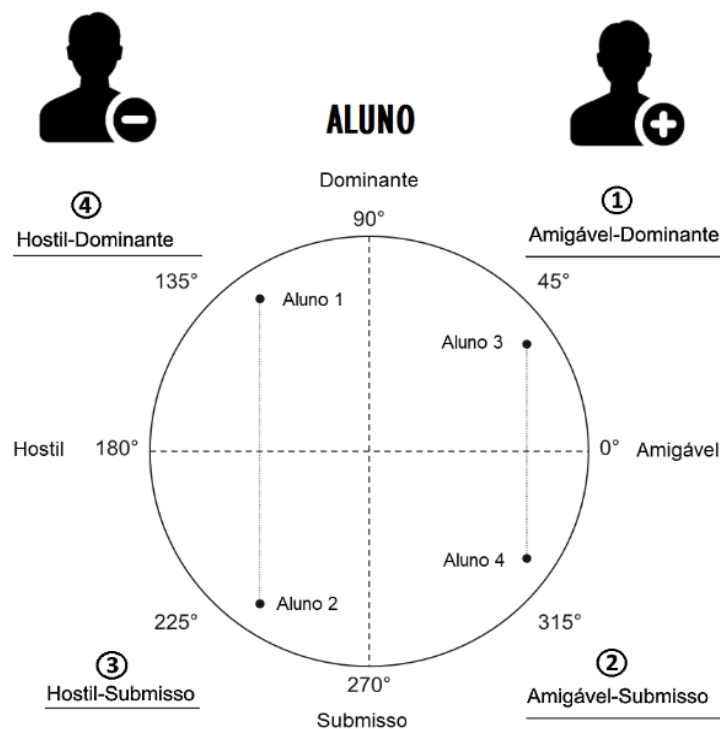 ALUNO
Dominante
④
①
Hostil-Dominante
90°
Amigável-Dominante
135°
45°
Aluno 1
Aluno 3
Hostil 180°
0° Amigável
Aluno 4
Aluno 2
225°
315°
③
②
Hostil-Submisso
270°
Amigável-Submisso
Submisso